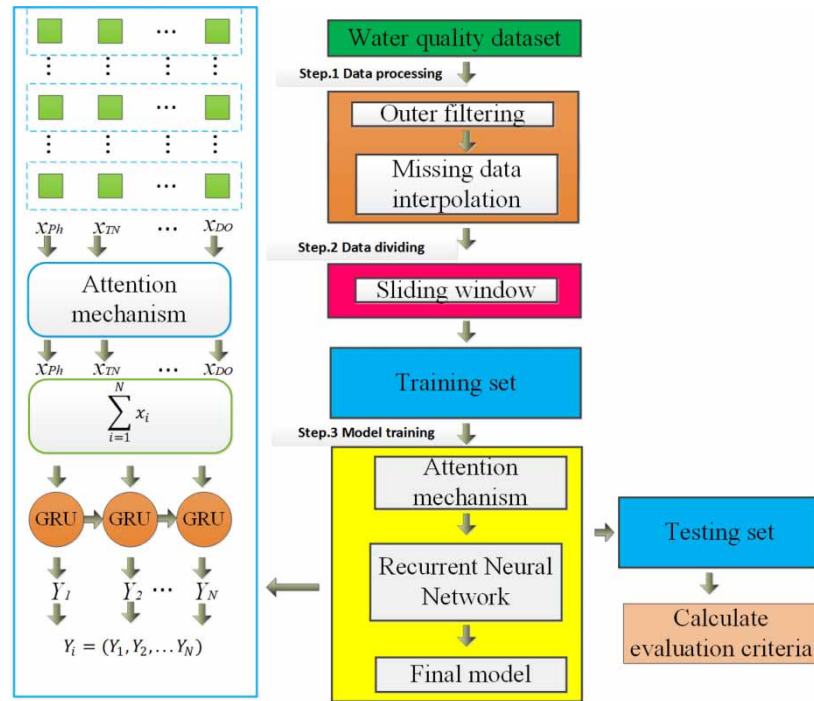 x_Ph x_TN ... x_DO
Attention
mechanism
x_Ph x_TN ... x_DO
N
∑ x_i
i=1
GRU GRU GRU
Y_1 Y_2 ... Y_N
Y_i = (Y_1, Y_2, ... Y_N)
Water quality dataset
Step.1 Data processing
Outer filtering
Missing data
interpolation
Step.2 Data dividing
Sliding window
Training set
Step.3 Model training
Attention
mechanism
Recurrent Neural
Network
Final model
Testing set
Calculate
evaluation criteria